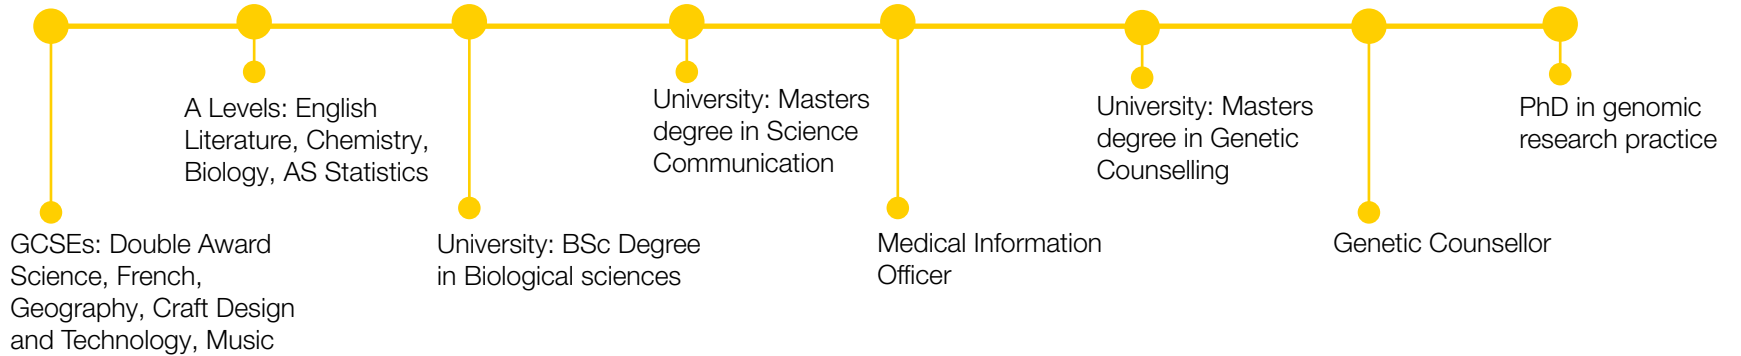 GCSEs: Double Award
Science, French,
Geography, Craft Design
and Technology, Music
A Levels: English
Literature, Chemistry,
Biology, AS Statistics
University: BSc Degree
in Biological sciences
University: Masters
degree in Science
Communication
Medical Information
Officer
University: Masters
degree in Genetic
Counselling
Genetic Counsellor
PhD in genomic
research practice